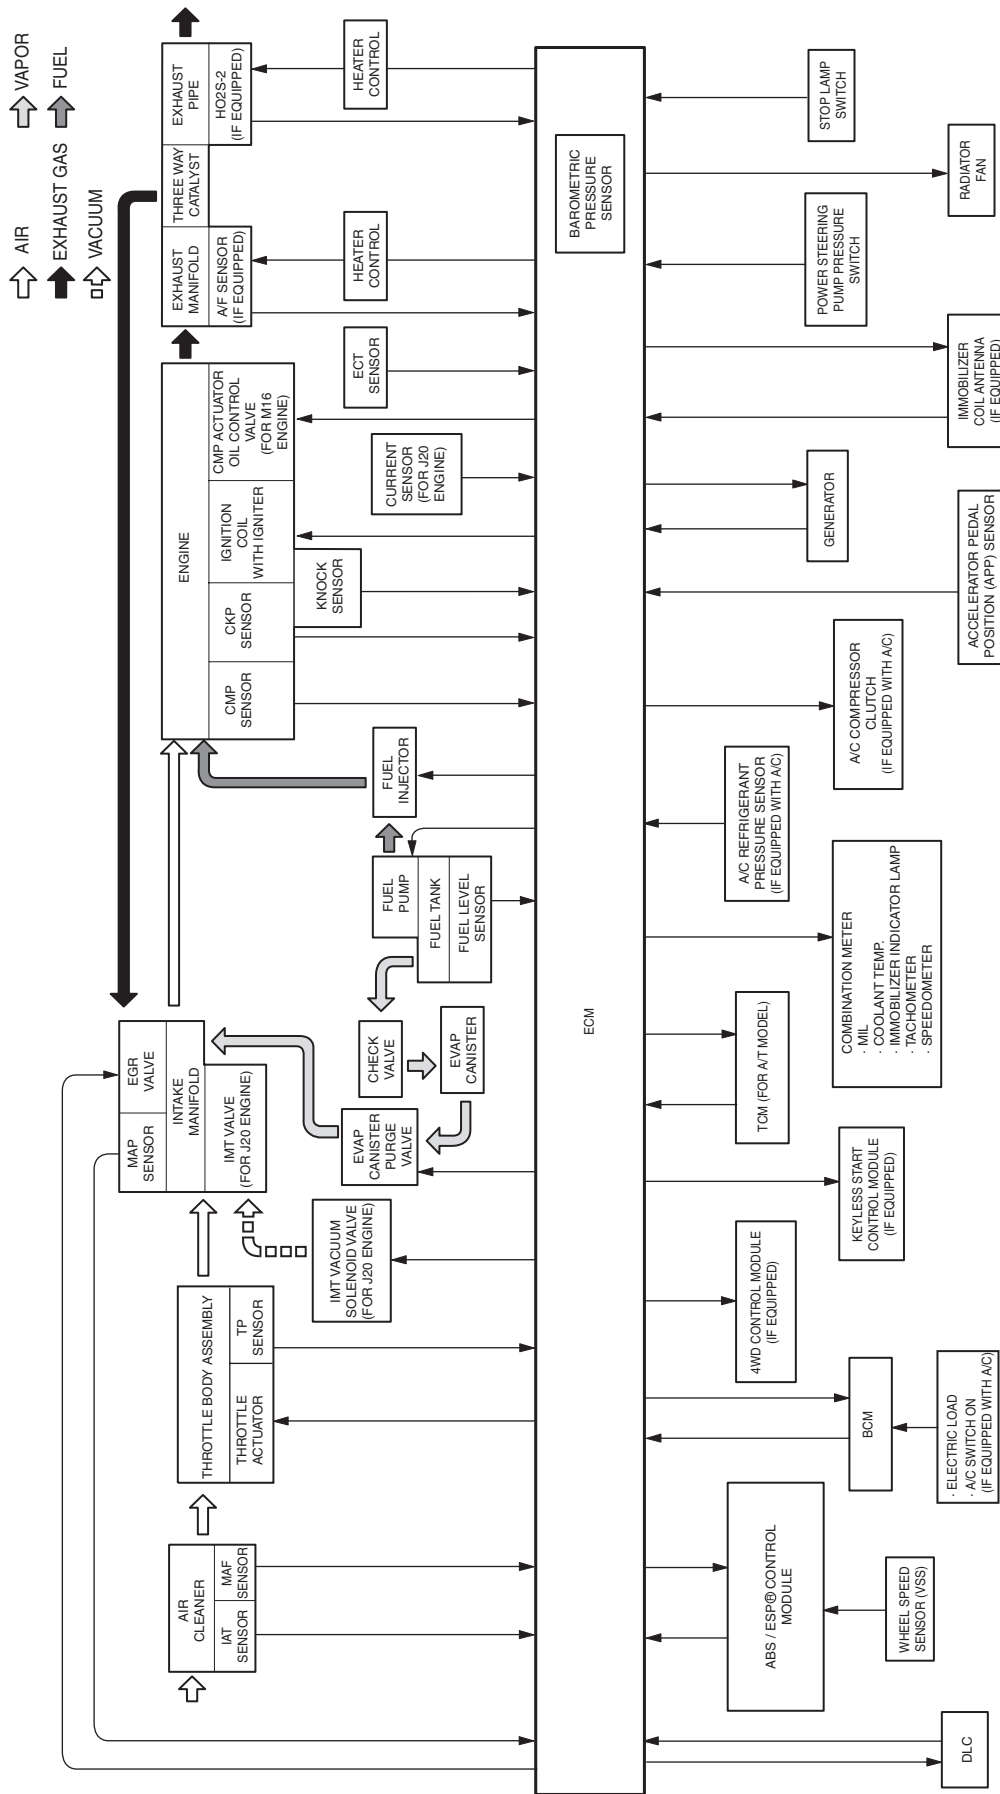 AIR
EXHAUST GAS
VACUUM
VAPOR
FUEL
AIR
CLEANER
IAT
SENSOR
MAF
SENSOR
THROTTLE BODY ASSEMBLY
THROTTLE
ACTUATOR
TP
SENSOR
MAP
SENSOR
EGR
VALVE
INTAKE
MANIFOLD
IMT VALVE
(FOR J20 ENGINE)
IMT VACUUM
SOLENOID VALVE
(FOR J20 ENGINE)
EVAP
CANISTER
PURGE
VALVE
CHECK
VALVE
EVAP
CANISTER
FUEL
PUMP
FUEL TANK
FUEL LEVEL
SENSOR
FUEL
INJECTOR
ENGINE
CMP
SENSOR
CKP
SENSOR
IGNITION
COIL
WITH IGNITER
CMP ACTUATOR
OIL CONTROL
VALVE
(FOR M16
ENGINE)
KNOCK
SENSOR
CURRENT
SENSOR
(FOR J20
ENGINE)
ECT
SENSOR
EXHAUST
MANIFOLD
A/F SENSOR
(IF EQUIPPED)
THREE WAY
CATALYST
EXHAUST
PIPE
HO2S-2
(IF EQUIPPED)
HEATER
CONTROL
HEATER
CONTROL
ECM
BAROMETRIC
PRESSURE
SENSOR
DLC
ABS / ESP® CONTROL
MODULE
WHEEL SPEED
SENSOR (VSS)
BCM
· ELECTRIC LOAD
· A/C SWITCH ON
(IF EQUIPPED WITH A/C)
4WD CONTROL MODULE
(IF EQUIPPED)
KEYLESS START
CONTROL MODULE
(IF EQUIPPED)
TCM (FOR A/T MODEL)
COMBINATION METER
· MIL
· COOLANT TEMP.
· IMMOBILIZER INDICATOR LAMP
· TACHOMETER
· SPEEDOMETER
A/C REFRIGERANT
PRESSURE SENSOR
(IF EQUIPPED WITH A/C)
A/C COMPRESSOR
CLUTCH
(IF EQUIPPED WITH A/C)
ACCELERATOR PEDAL
POSITION (APP) SENSOR
GENERATOR
IMMOBILIZER
COIL ANTENNA
(IF EQUIPPED)
POWER STEERING
PUMP PRESSURE
SWITCH
RADIATOR
FAN
STOP LAMP
SWITCH